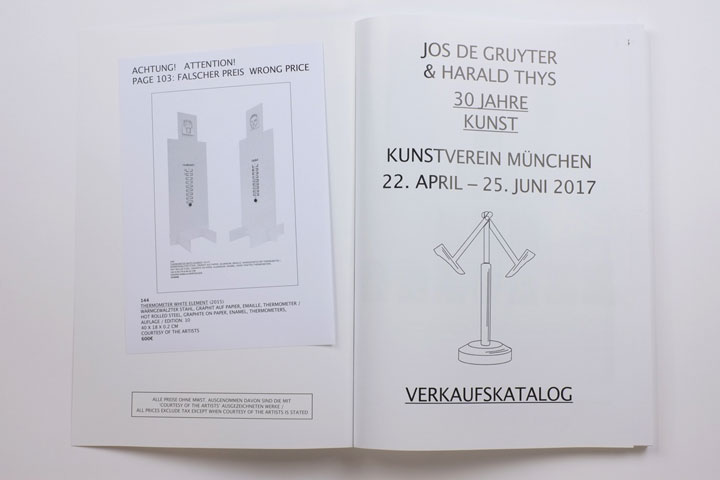 ACHTUNG! ATTENTION!
PAGE 103: FALSCHER PREIS WRONG PRICE
144
THERMOMETER WHITE ELEMENT (2015)
WARMGEWALZTER STAHL, GRAPHIT AUF PAPIER, EMAILLE, THERMOMETER /
HOT ROLLED STEEL, GRAPHITE ON PAPER, ENAMEL, THERMOMETERS,
AUFLAGE / EDITION: 10
40 X 18 X 0.2 CM
COURTESY OF THE ARTISTS
600€
ALLE PREISE OHNE MWST. AUSGENOMMEN DAVON SIND DIE MIT
'COURTESY OF THE ARTISTS' AUSGEZEICHNETEN WERKE /
ALL PRICES EXCLUDE TAX EXCEPT WHEN COURTESY OF THE ARTISTS IS STATED
JOS DE GRUYTER
& HARALD THYS
30 JAHRE
KUNST
KUNSTVEREIN MÜNCHEN
22. APRIL – 25. JUNI 2017
VERKAUFSKATALOG